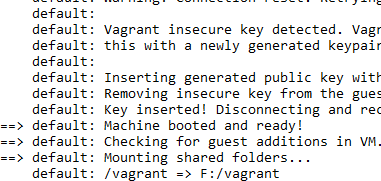 default: Warning: Connection reset. Retrying
default:
default: Vagrant insecure key detected. Vagr
default: this with a newly generated keypair
default:
default: Inserting generated public key with
default: Removing insecure key from the gues
default: Key inserted! Disconnecting and rec
==> default: Machine booted and ready!
==> default: Checking for guest additions in VM.
==> default: Mounting shared folders...
default: /vagrant => F:/vagrant